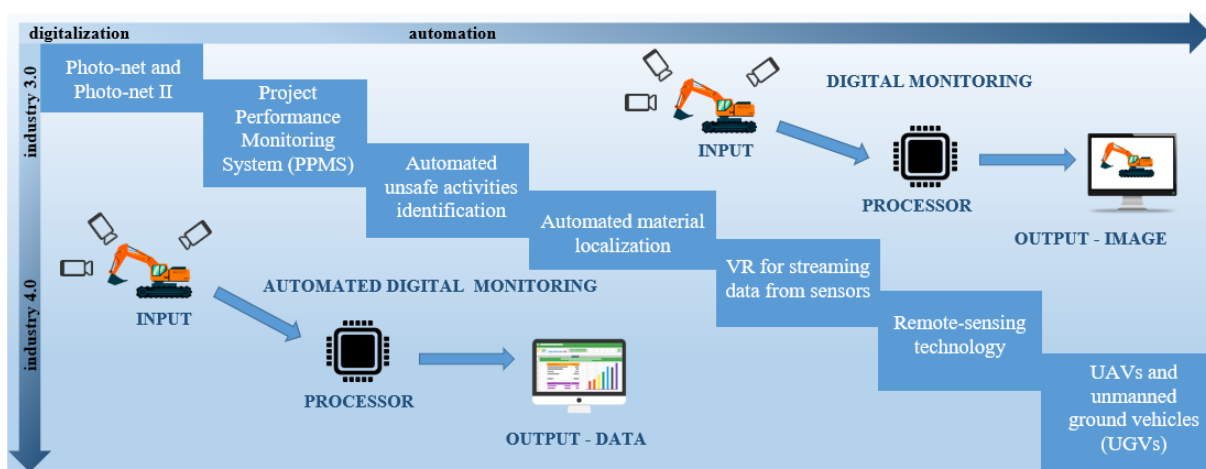 digitalization
automation
industry 3.0
industry 4.0
Photo-net and
Photo-net II
Project
Performance
Monitoring
System (PPMS)
Automated
unsafe activities
identification
Automated material
localization
VR for streaming
data from sensors
Remote-sensing
technology
UAVs and
unmanned
ground vehicles
(UGVs)
DIGITAL MONITORING
INPUT
PROCESSOR
OUTPUT - IMAGE
AUTOMATED DIGITAL MONITORING
INPUT
PROCESSOR
OUTPUT - DATA